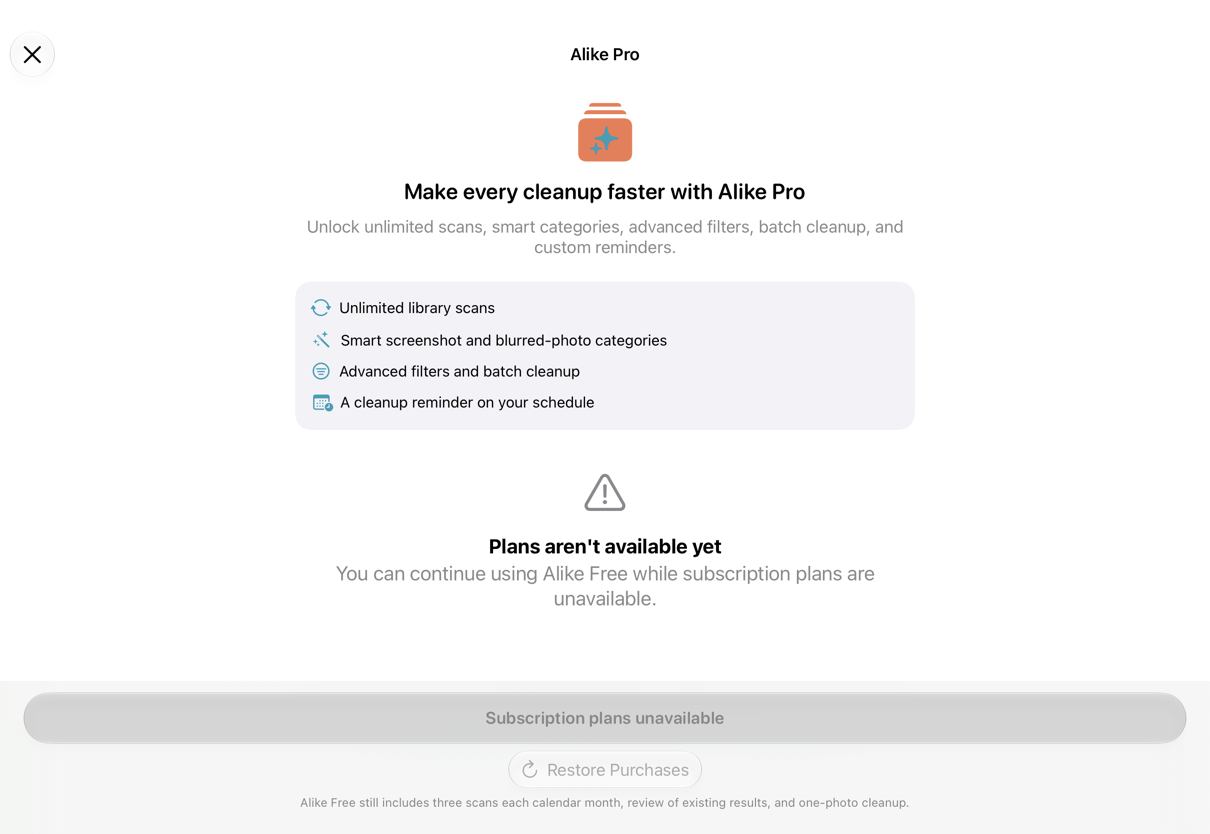 Alike Pro
Make every cleanup faster with Alike Pro
Unlock unlimited scans, smart categories, advanced filters, batch cleanup, and
custom reminders.
Unlimited library scans
Smart screenshot and blurred-photo categories
Advanced filters and batch cleanup
A cleanup reminder on your schedule
Plans aren't available yet
You can continue using Alike Free while subscription plans are
unavailable.
Subscription plans unavailable
Restore Purchases
Alike Free still includes three scans each calendar month, review of existing results, and one-photo cleanup.